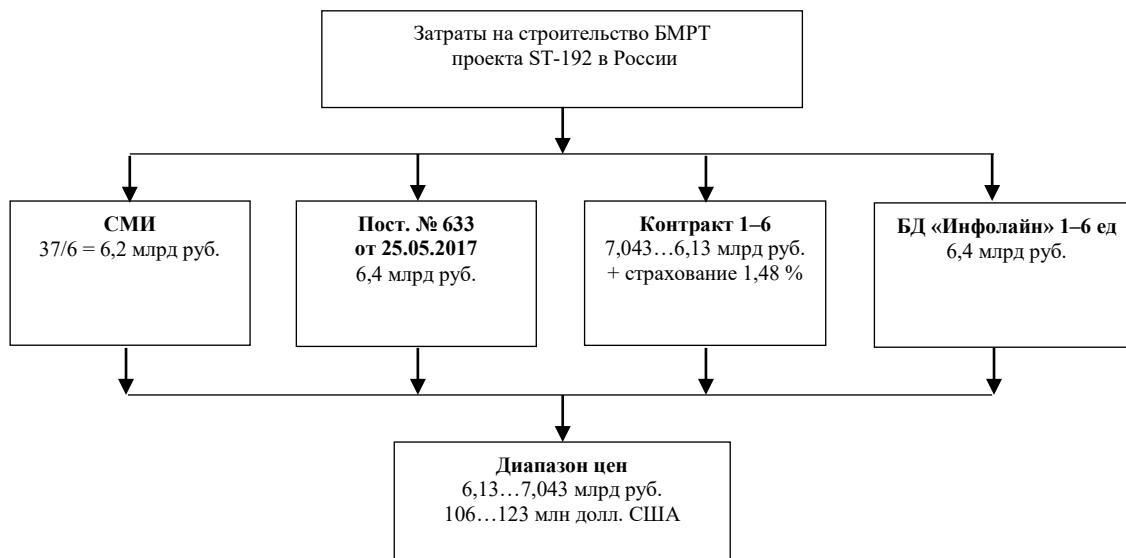 Затраты на строительство БМРТ
проекта ST-192 в России
СМИ
37/6 = 6,2 млрд руб.
Пост. № 633
от 25.05.2017
6,4 млрд руб.
Контракт 1–6
7,043…6,13 млрд руб.
+ страхование 1,48 %
БД «Инфолайн» 1–6 ед
6,4 млрд руб.
Диапазон цен
6,13…7,043 млрд руб.
106…123 млн долл. США